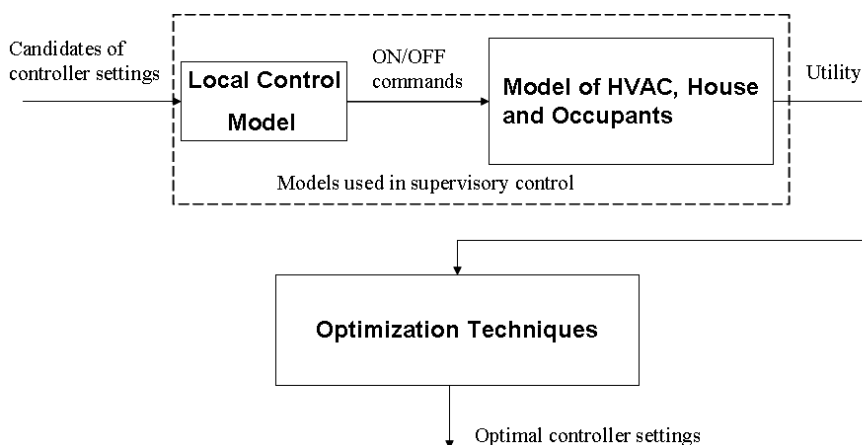 Candidates of
controller settings
Local Control
Model
ON/OFF
commands
Model of HVAC, House
and Occupants
Utility
Models used in supervisory control
Optimization Techniques
Optimal controller settings